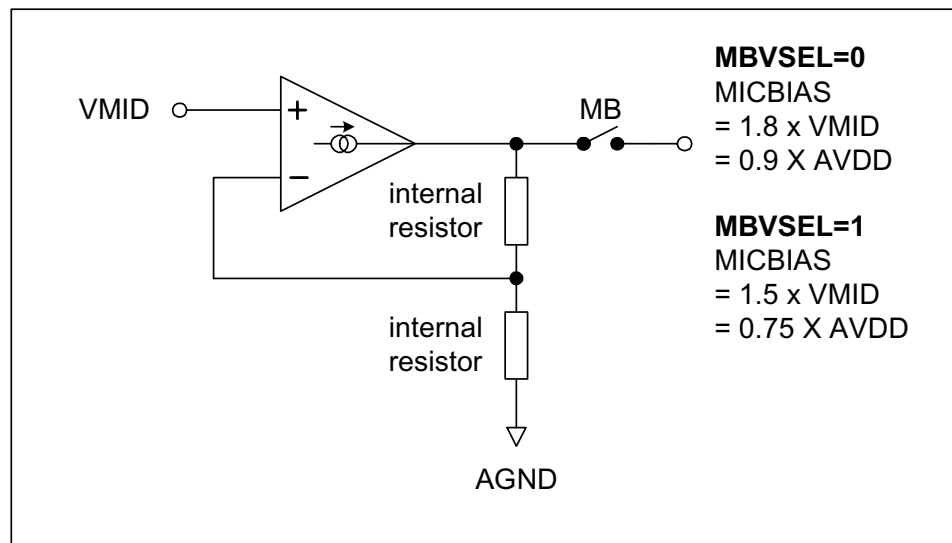 VMID
+
−
MB
internal
resistor
internal
resistor
AGND
MBVSEL=0
MICBIAS
= 1.8 x VMID
= 0.9 X AVDD
MBVSEL=1
MICBIAS
= 1.5 x VMID
= 0.75 X AVDD